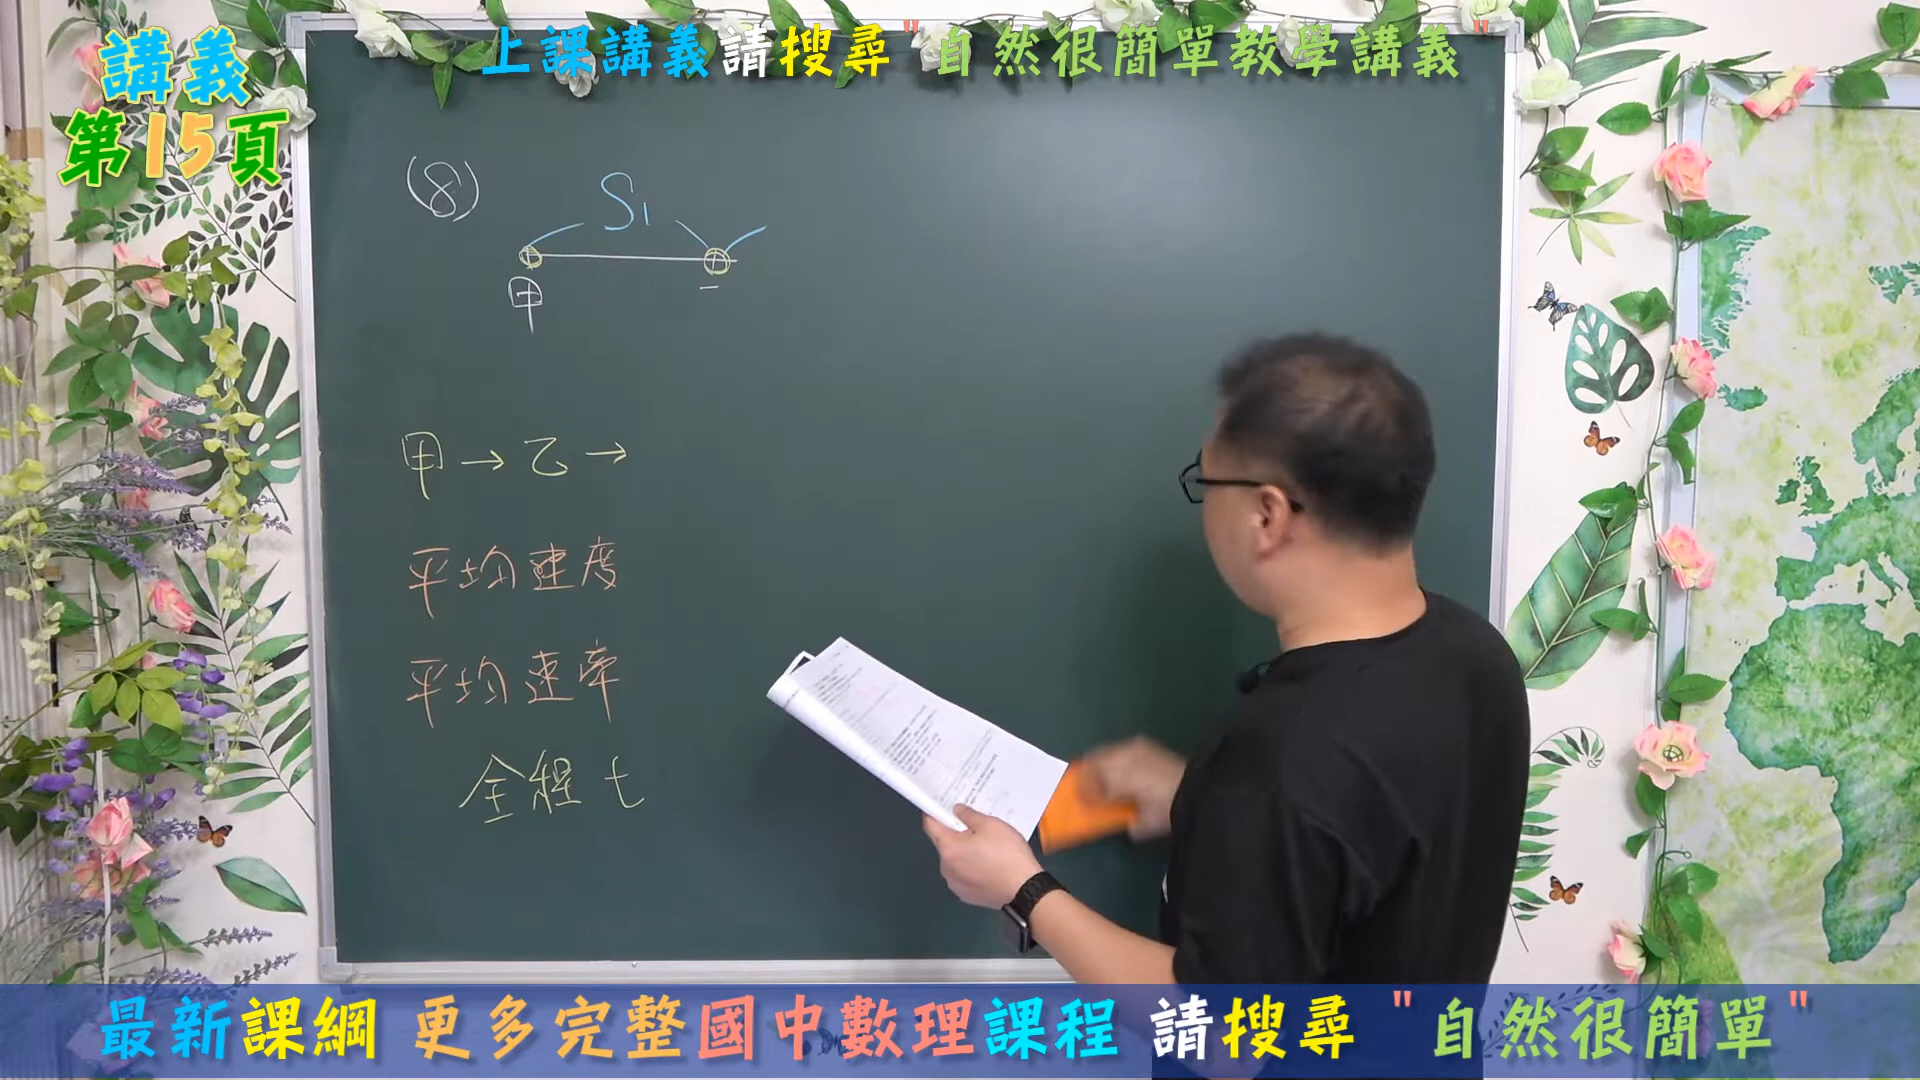 上課講義請搜尋"自然很簡單教學講義"
講義
第15頁
(8)
S1
甲
甲→乙→
平均速度
平均速率
全程 t
最新課綱 更多完整國中數理課程 請搜尋 "自然很簡單"